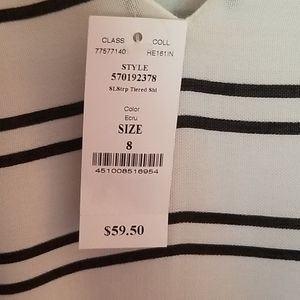 CLASS COLL
77577140 HE161IN
STYLE
570192378
SLStrp Tiered Shl
Color
Ecru
SIZE
8
451008516954
$59.50